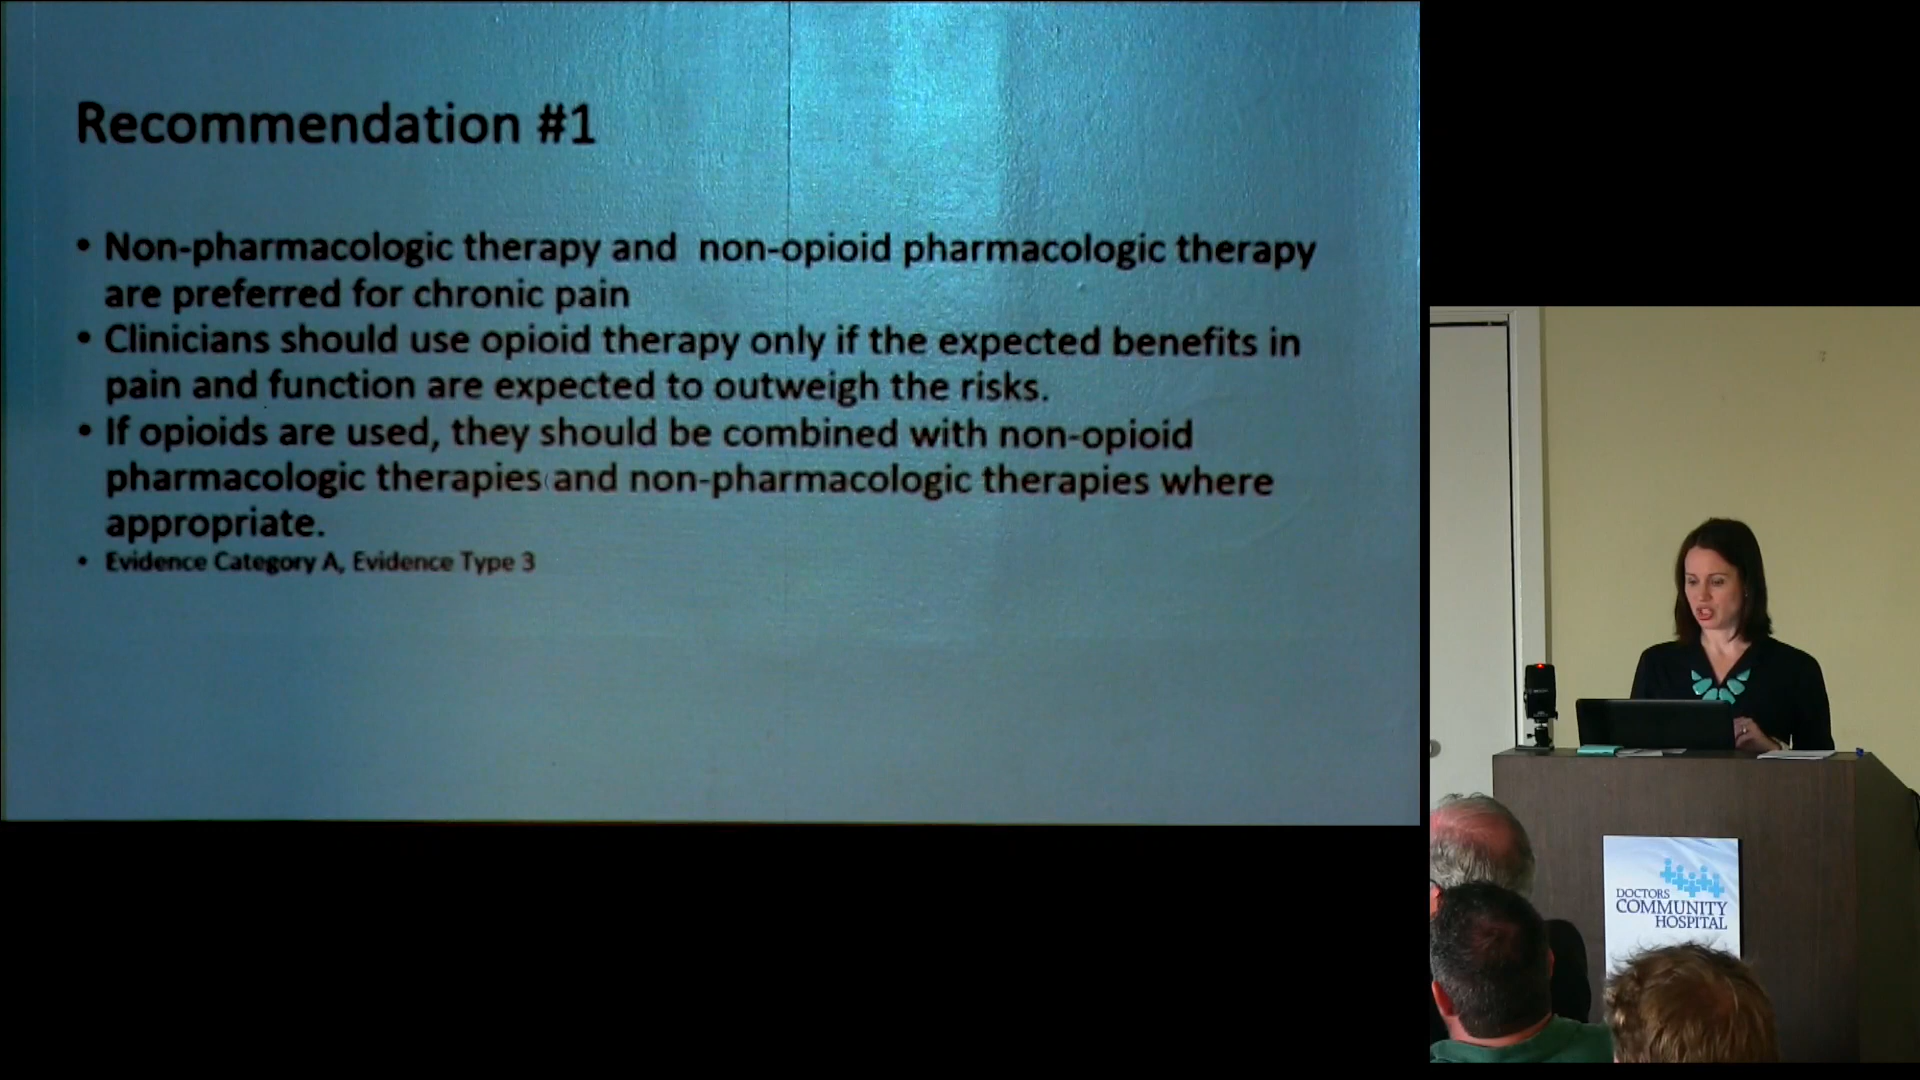 Recommendation #1
• Non-pharmacologic therapy and non-opioid pharmacologic therapy
are preferred for chronic pain
• Clinicians should use opioid therapy only if the expected benefits in
pain and function are expected to outweigh the risks.
• If opioids are used, they should be combined with non-opioid
pharmacologic therapies and non-pharmacologic therapies where
appropriate.
• Evidence Category A, Evidence Type 3
DOCTORS
COMMUNITY
HOSPITAL